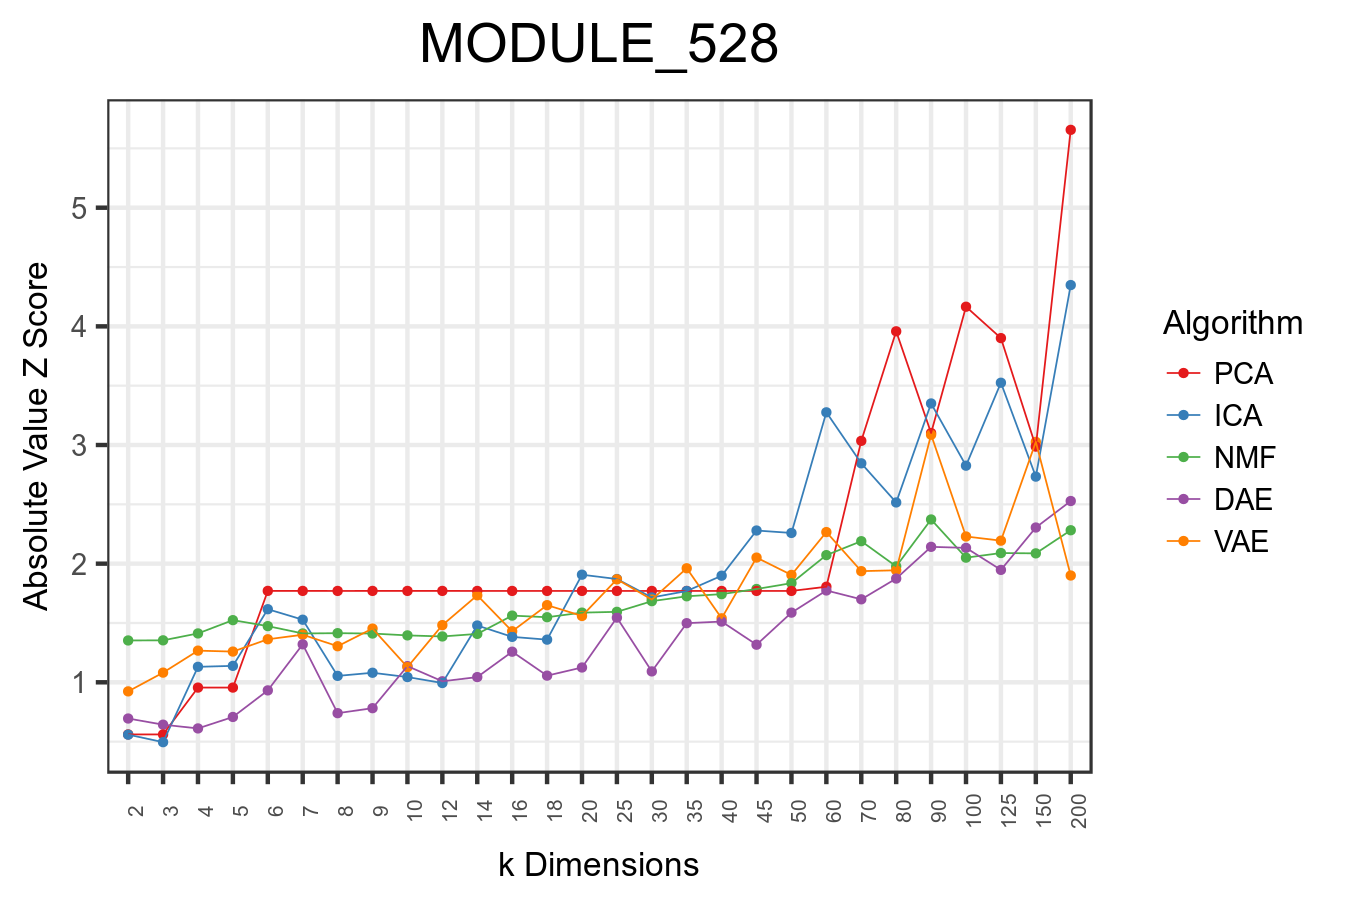 MODULE_528
Absolute Value Z Score
5
4
3
2
1
2 3 4 5 6 7 8 9 10 12 14 16 18 20 25 30 35 40 45 50 60 70 80 90 100 125 150 200
k Dimensions
Algorithm
PCA
ICA
NMF
DAE
VAE